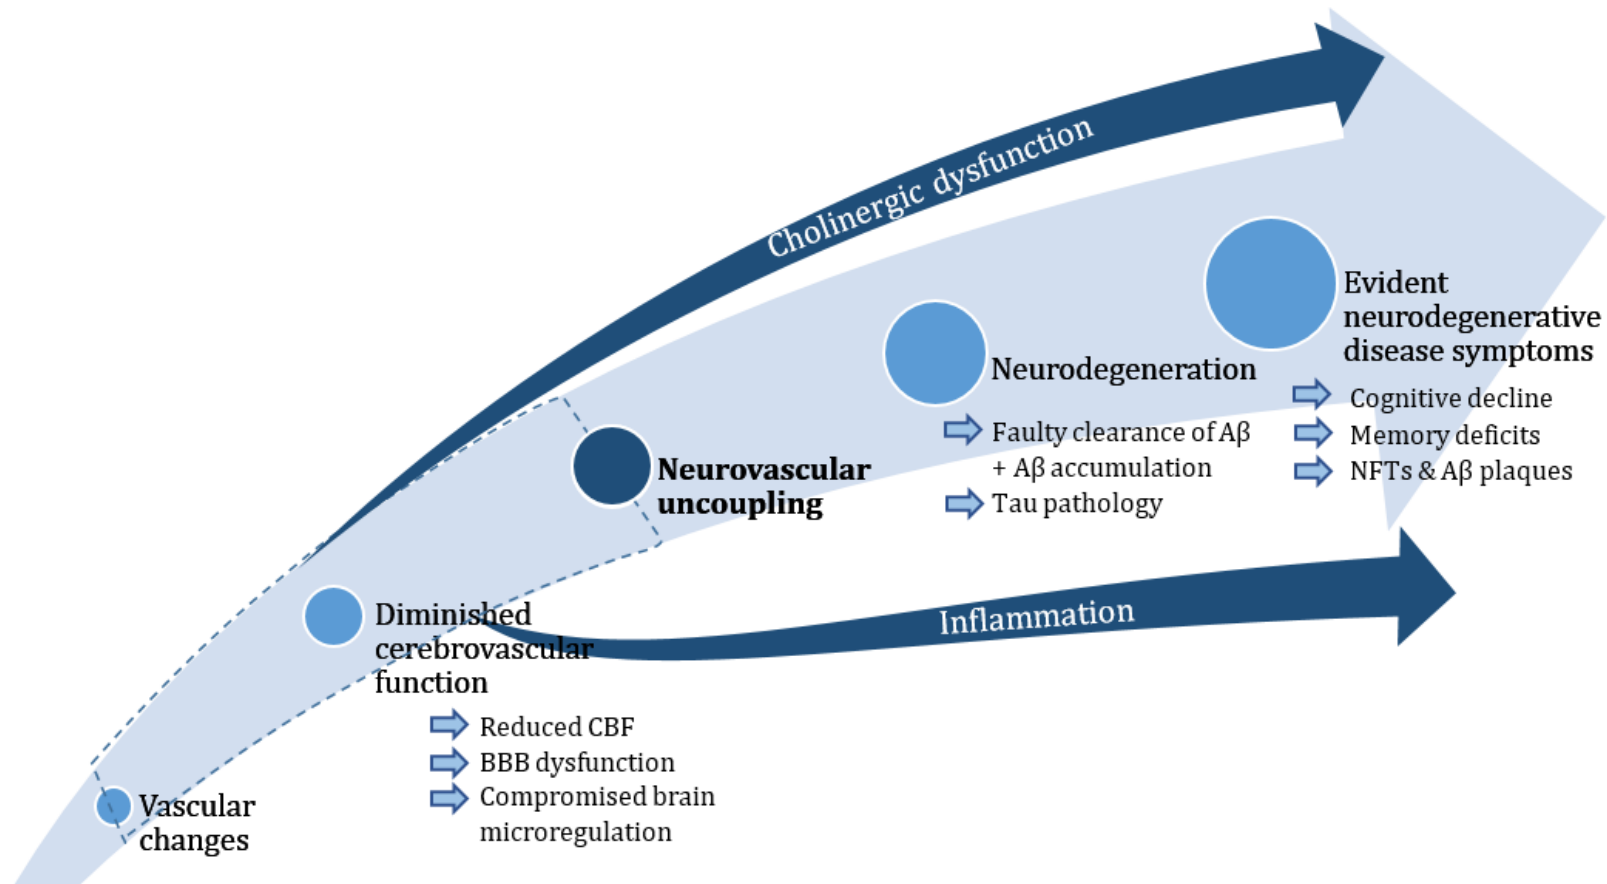 Cholinergic dysfunction
Evident
neurodegenerative
disease symptoms
Cognitive decline
Memory deficits
NFTs & Aβ plaques
Neurodegeneration
Faulty clearance of Aβ
+ Aβ accumulation
Tau pathology
Neurovascular
uncoupling
Inflammation
Diminished
cerebrovascular
function
Reduced CBF
BBB dysfunction
Compromised brain
microregulation
Vascular
changes